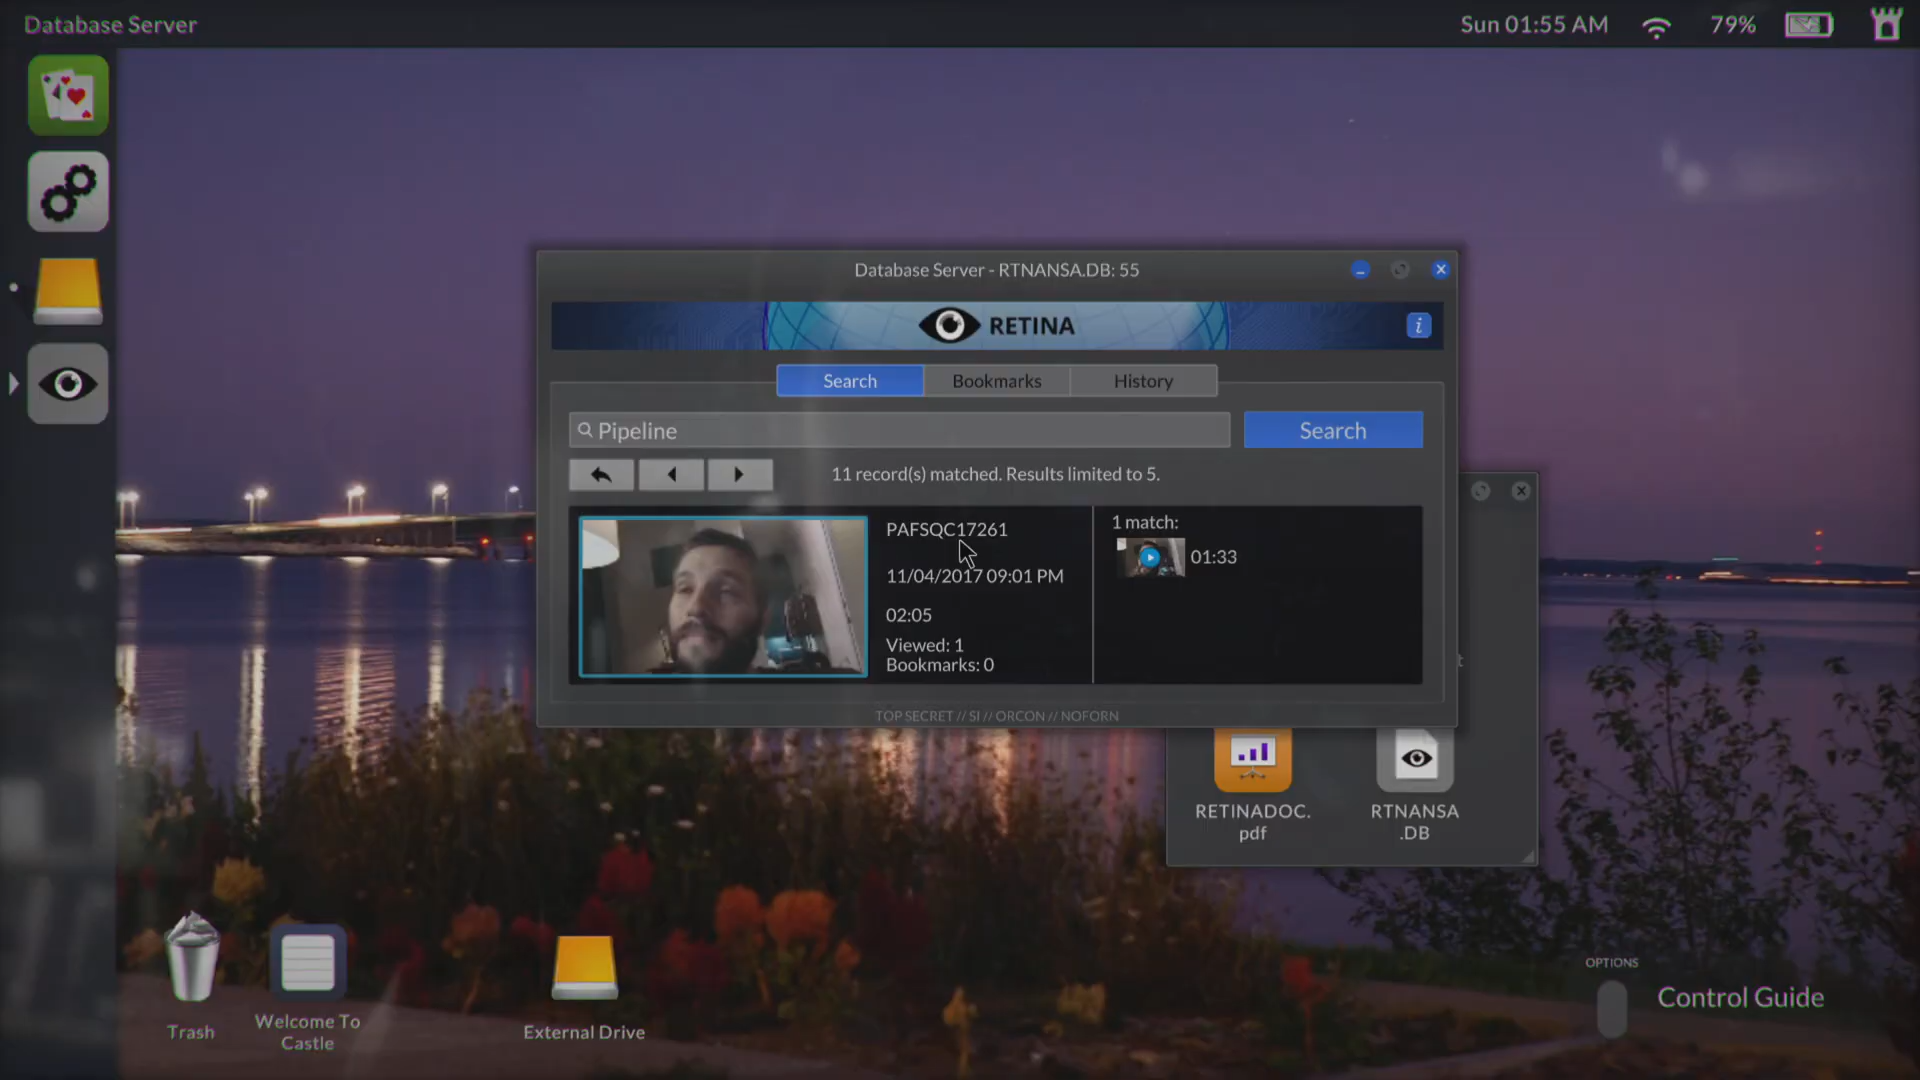 Database Server
Sun 01:55 AM
79%
Database Server - RTNANSA.DB: 55
RETINA
i
Search
Bookmarks
History
Pipeline
Search
11 record(s) matched. Results limited to 5.
PAFSQC17261
11/04/2017 09:01 PM
02:05
Viewed: 1
Bookmarks: 0
1 match:
01:33
TOP SECRET // SI // ORCON // NOFORN
RETINADOC.
pdf
RTNANSA
.DB
Trash
Welcome To
Castle
External Drive
OPTIONS
Control Guide